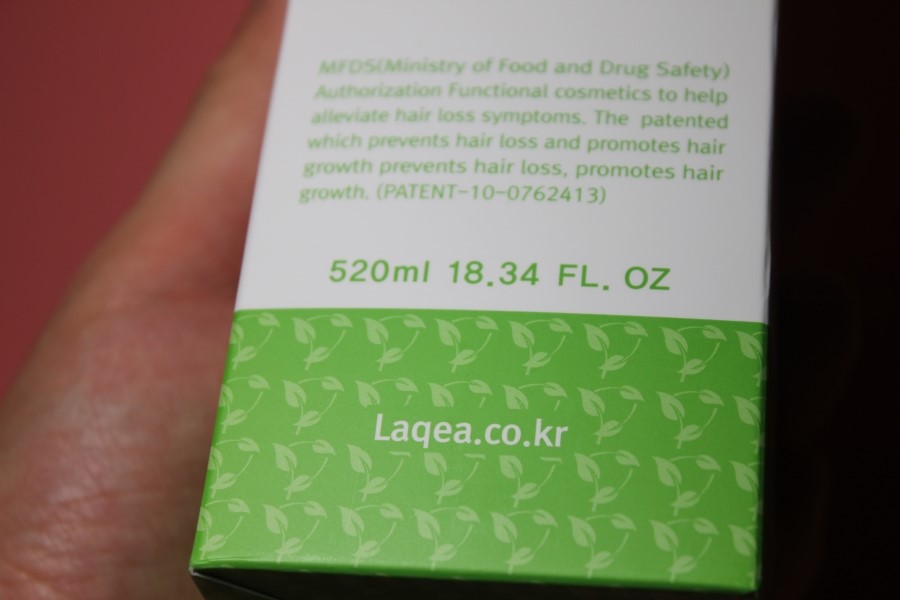 MFDS(Ministry of Food and Drug Safety)
Authorization Functional cosmetics to help
alleviate hair loss symptoms. The patented
which prevents hair loss and promotes hair
growth prevents hair loss, promotes hair
growth. (PATENT-10-0762413)
520ml 18.34 FL. OZ
Laqea.co.kr